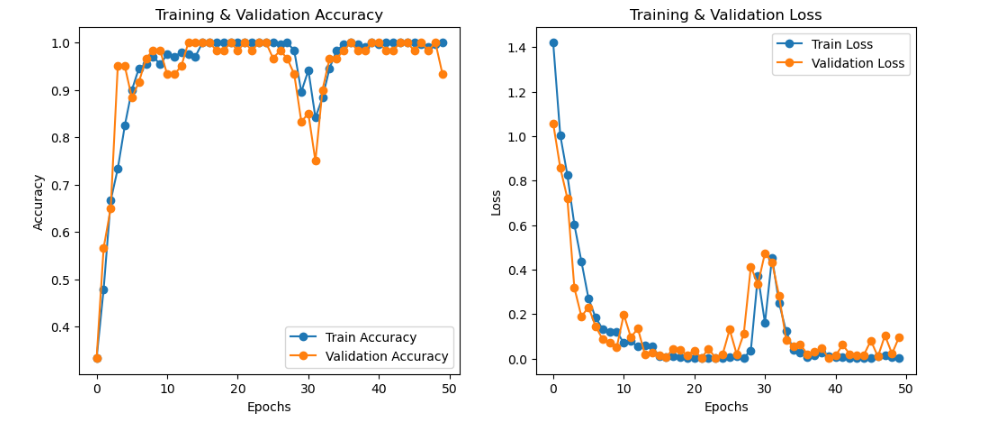 Training & Validation Accuracy
1.0
0.9
0.8
0.7
0.6
0.5
0.4
Accuracy
Train Accuracy
Validation Accuracy
0
10
20
30
40
50
Epochs
Training & Validation Loss
1.4
1.2
1.0
0.8
0.6
0.4
0.2
0.0
Loss
Train Loss
Validation Loss
0
10
20
30
40
50
Epochs